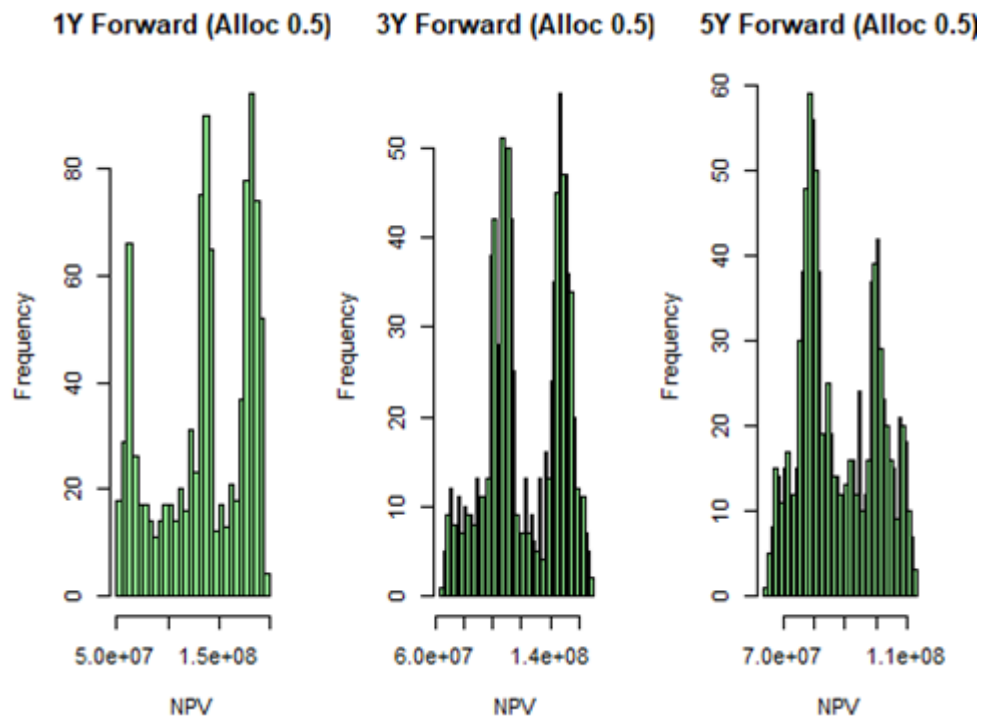 1Y Forward (Alloc 0.5)
Frequency
80
60
40
20
0
5.0e+07 1.5e+08
NPV
3Y Forward (Alloc 0.5)
Frequency
50
40
30
20
10
0
6.0e+07 1.4e+08
NPV
5Y Forward (Alloc 0.5)
Frequency
60
50
40
30
20
10
0
7.0e+07 1.1e+08
NPV